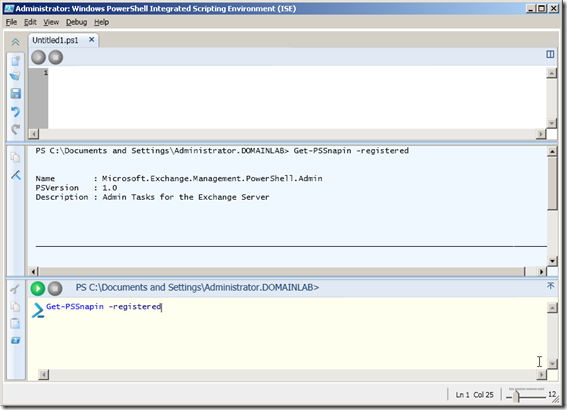 Administrator: Windows PowerShell Integrated Scripting Environment (ISE)
File Edit View Debug Help
Untitled1.ps1
1
PS C:\Documents and Settings\Administrator.DOMAINLAB> Get-PSSnapin -registered
Name : Microsoft.Exchange.Management.PowerShell.Admin
PSVersion : 1.0
Description : Admin Tasks for the Exchange Server
PS C:\Documents and Settings\Administrator.DOMAINLAB>
Get-PSSnapin -registered
Ln 1 Col 25 12